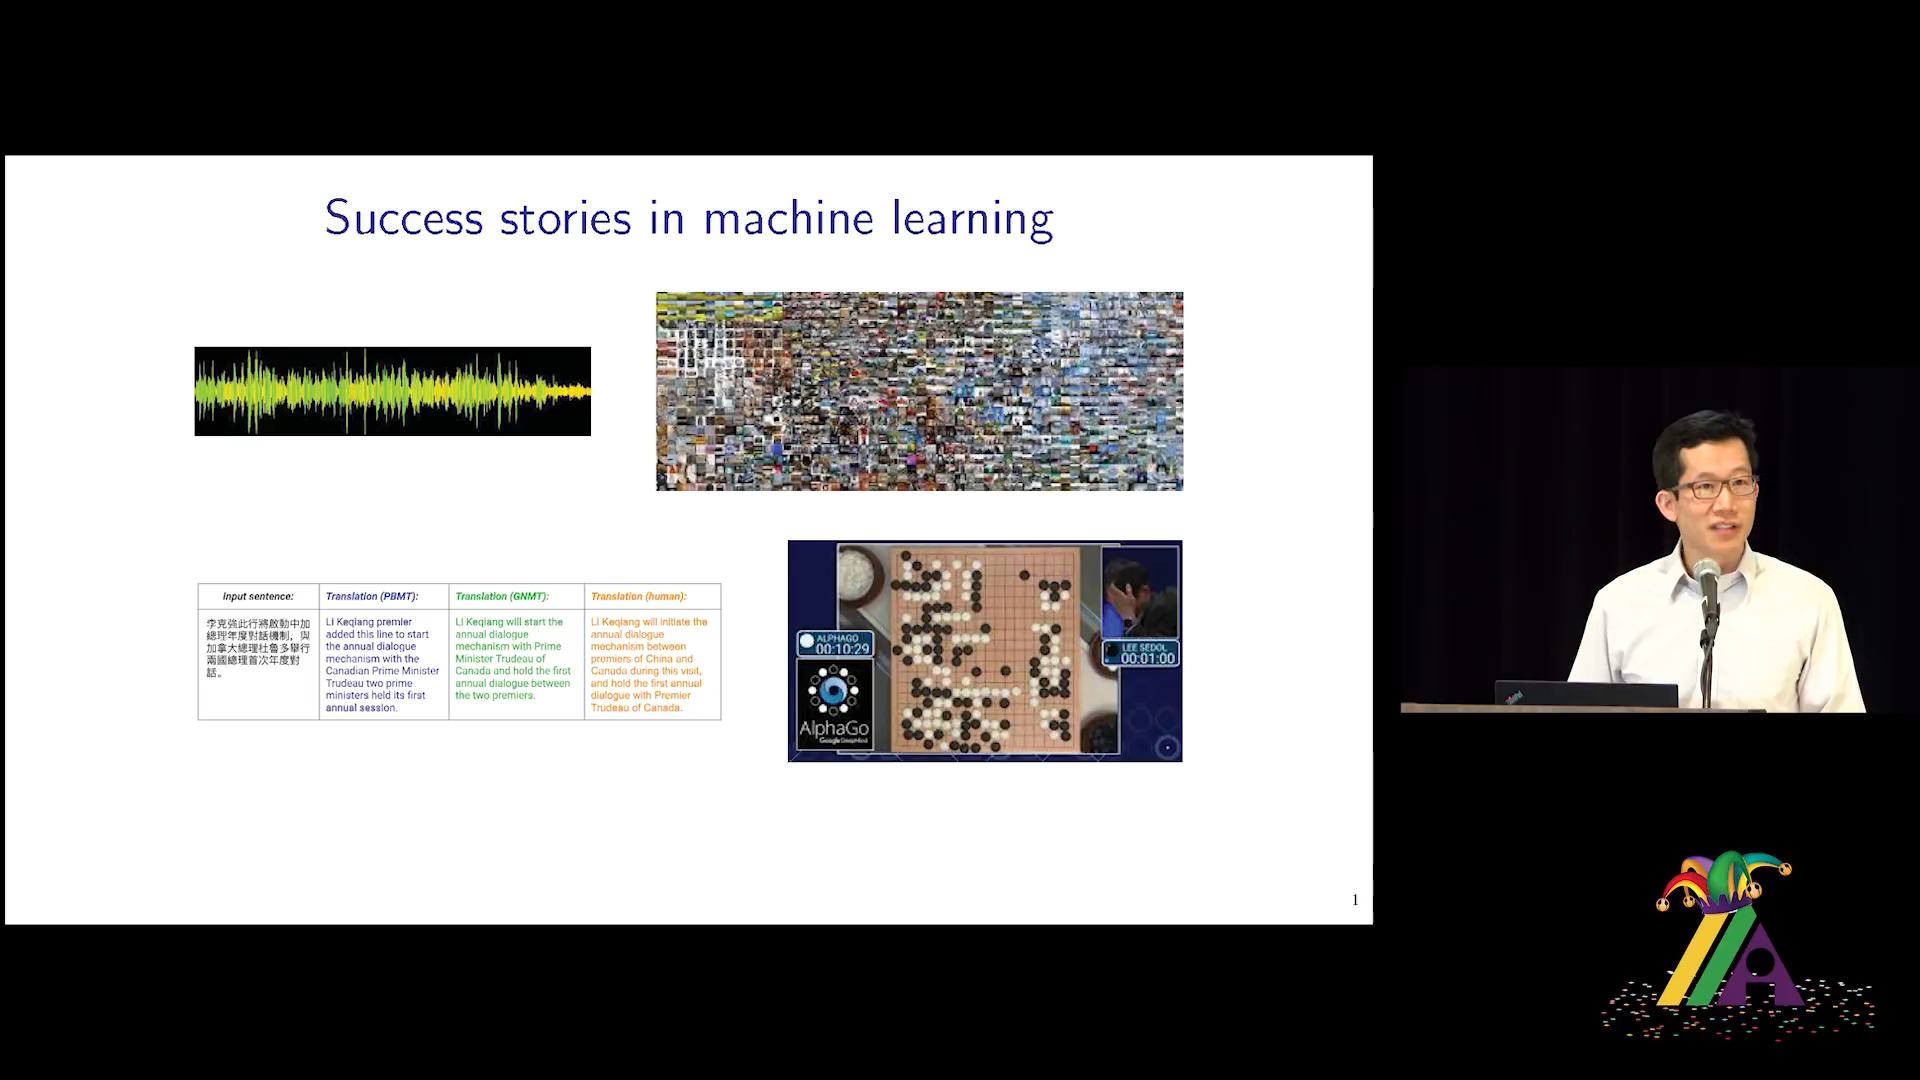 Success stories in machine learning
Input sentence:
李克強此行將啟動中加
總理年度對話機制，與
加拿大總理杜魯多舉行
兩國總理首次年度對
話。
Translation (PBMT):
Li Keqiang premier
added this line to start
the annual dialogue
mechanism with the
Canadian Prime Minister
Trudeau two prime
ministers held its first
annual session.
Translation (GNMT):
Li Keqiang will start the
annual dialogue
mechanism with Prime
Minister Trudeau of
Canada and hold the first
annual dialogue between
the two premiers.
Translation (human):
Li Keqiang will initiate the
annual dialogue
mechanism between
premiers of China and
Canada during this visit,
and hold the first annual
dialogue with Premier
Trudeau of Canada.
ALPHAGO
00:10:29
AlphaGo
Google DeepMind
LEE SEDOL
00:01:00
1
ThinkPad